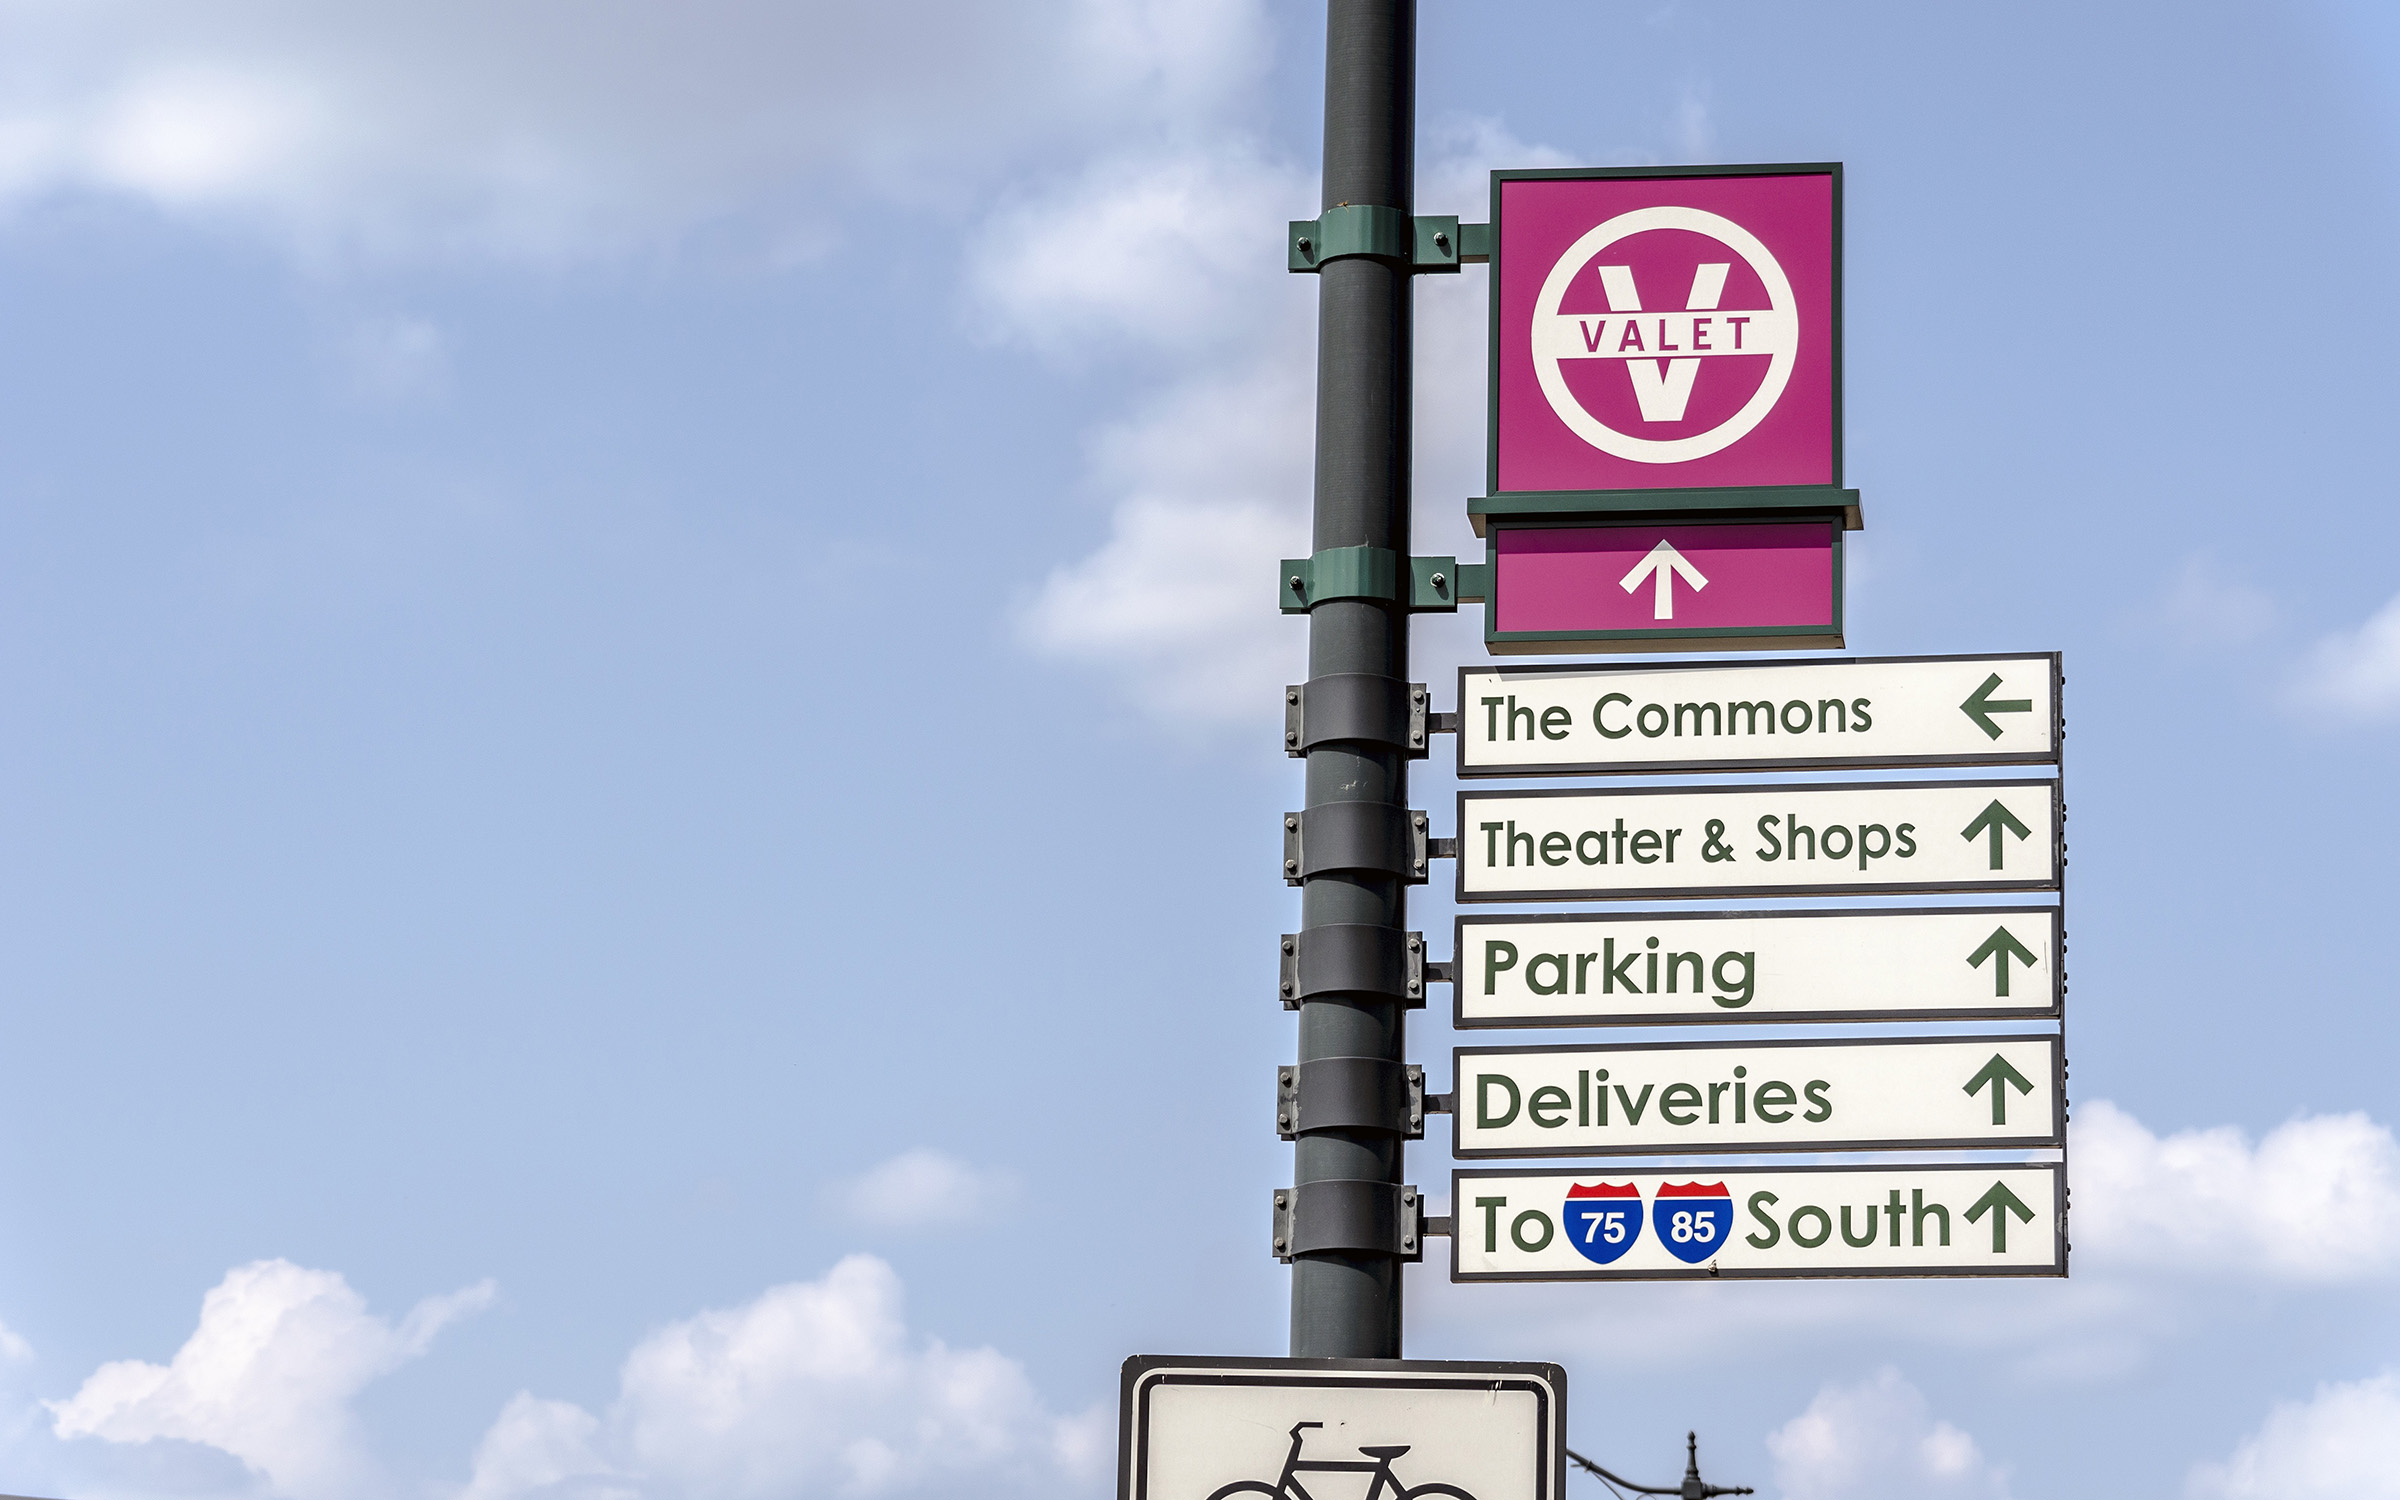 V
VALET
The Commons ←
Theater & Shops ↑
Parking ↑
Deliveries ↑
To 75 85 South ↑